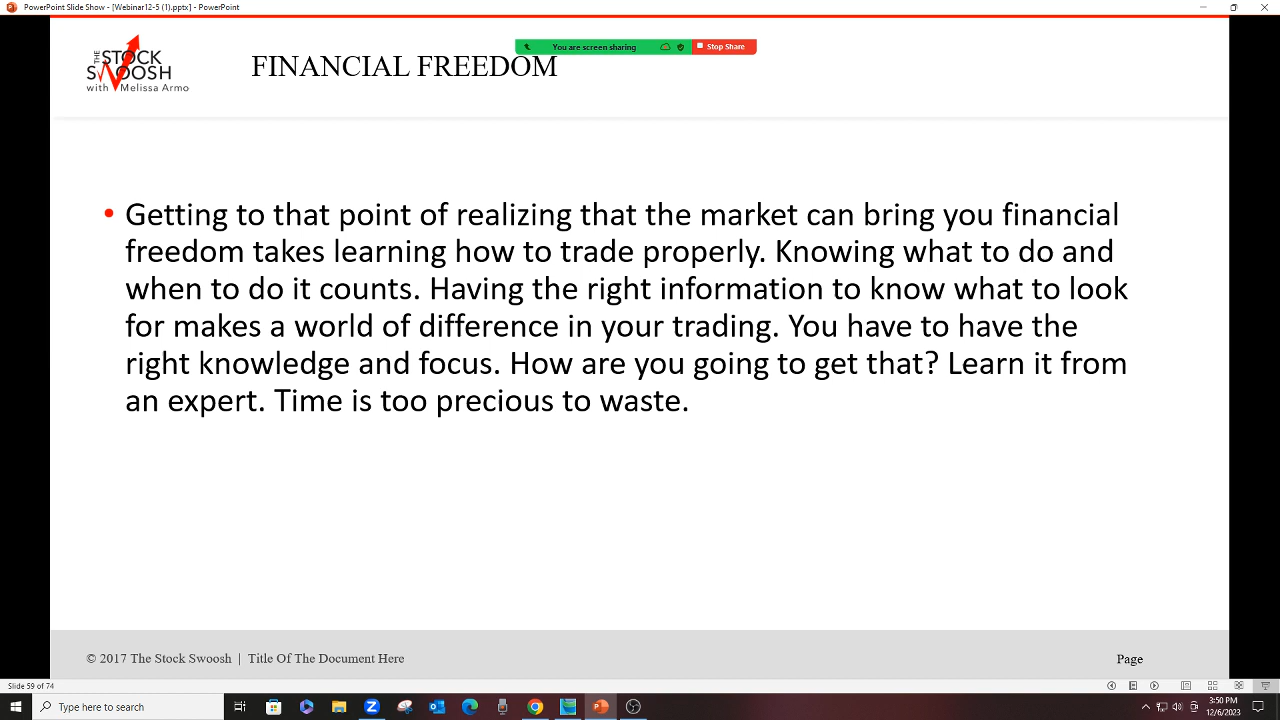 PowerPoint Slide Show - [Webinar12-5 (1).pptx] - PowerPoint
You are screen sharing
Stop Share
THE STOCK
SWOOSH
with Melissa Armo
FINANCIAL FREEDOM
• Getting to that point of realizing that the market can bring you financial
freedom takes learning how to trade properly. Knowing what to do and
when to do it counts. Having the right information to know what to look
for makes a world of difference in your trading. You have to have the
right knowledge and focus. How are you going to get that? Learn it from
an expert. Time is too precious to waste.
© 2017 The Stock Swoosh | Title Of The Document Here
Page
Slide 59 of 74
Type here to search
3:50 PM
12/6/2023